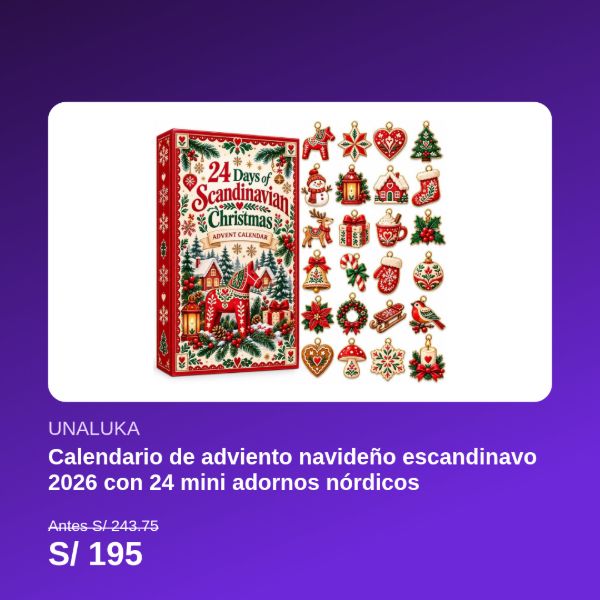 24 Days of
Scandinavian
Christmas
ADVENT CALENDAR
UNALUKA
Calendario de adviento navideño escandinavo
2026 con 24 mini adornos nórdicos
Antes S/ 243.75
S/ 195